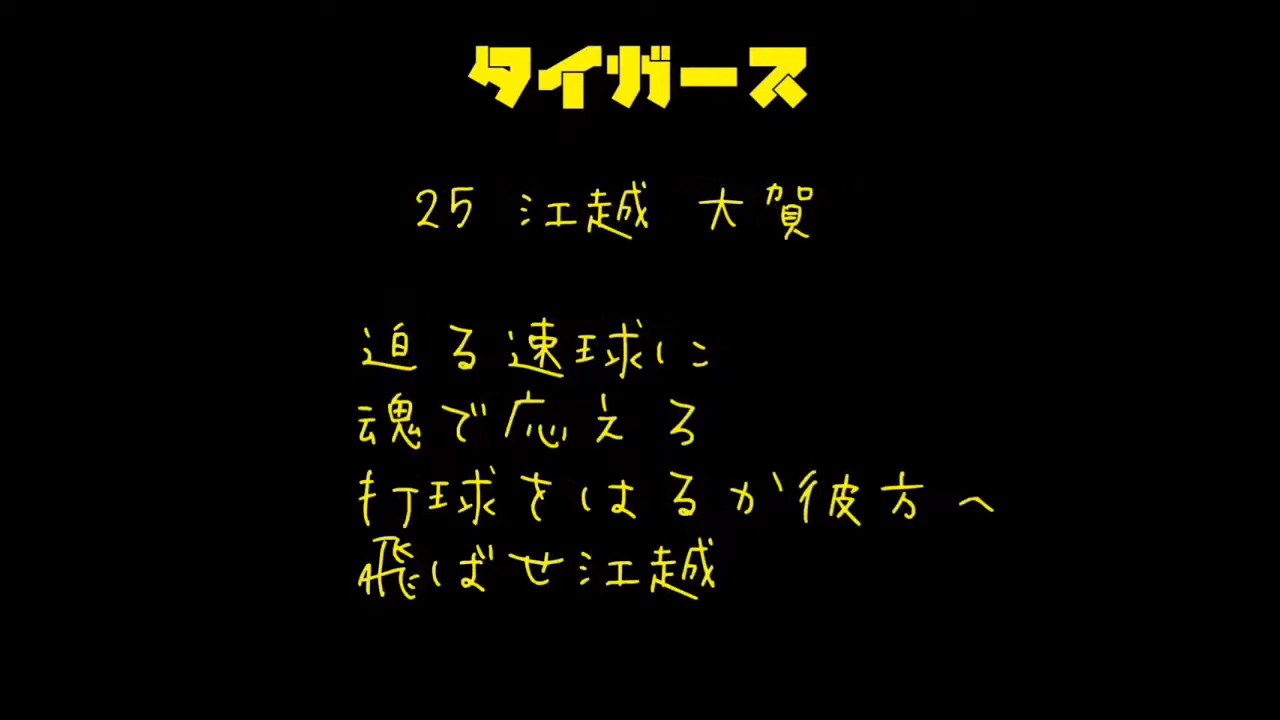 タイガース
25 江越 大賀
迫る速球に
魂で応えろ
打球をはるか彼方へ
飛ばせ江越